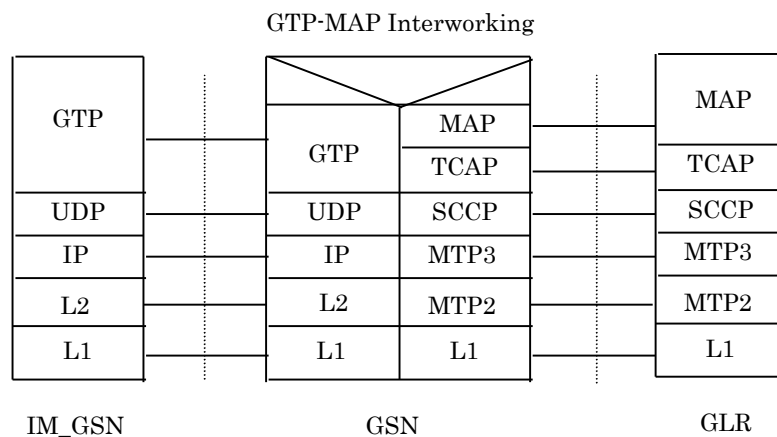 GTP-MAP Interworking
GTP
GTP
MAP
MAP
TCAP
TCAP
UDP
UDP
SCCP
SCCP
IP
IP
MTP3
MTP3
L2
L2
MTP2
MTP2
L1
L1
L1
L1
IM_GSN
GSN
GLR